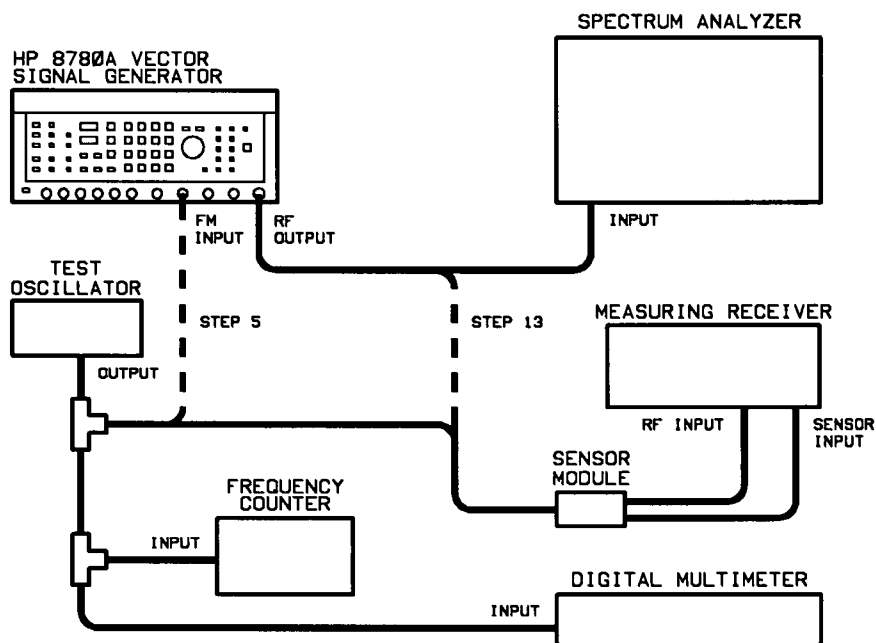 SPECTRUM ANALYZER
HP 8780A VECTOR
SIGNAL GENERATOR
FM
INPUT
RF
OUTPUT
INPUT
TEST
OSCILLATOR
STEP 5
STEP 13
MEASURING RECEIVER
OUTPUT
RF INPUT
SENSOR
INPUT
SENSOR
MODULE
FREQUENCY
COUNTER
INPUT
DIGITAL MULTIMETER
INPUT